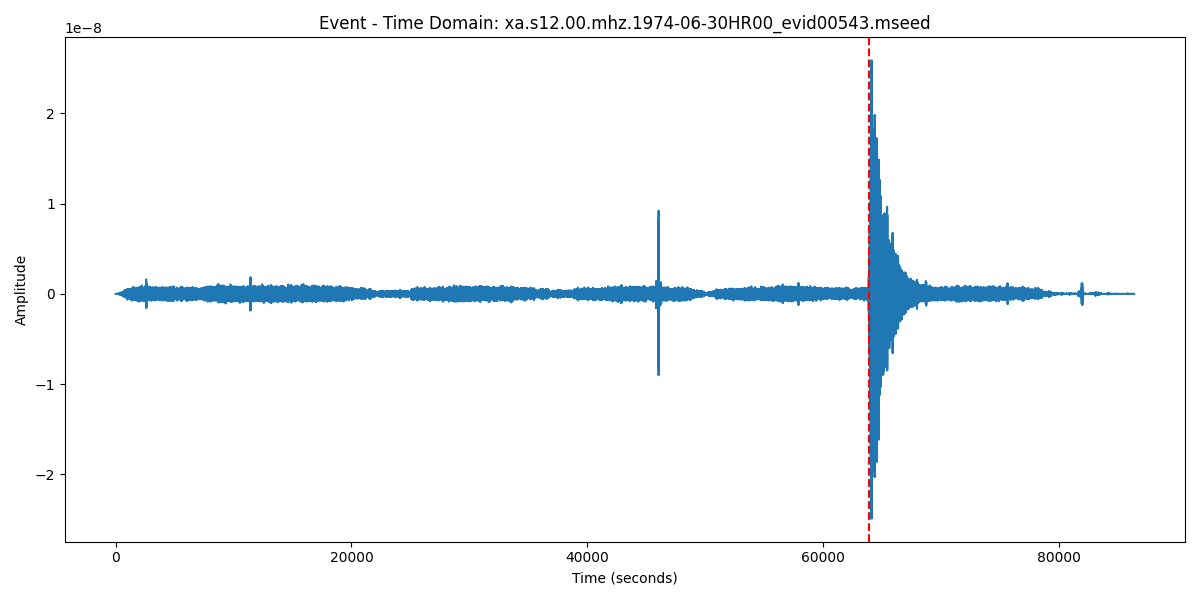 Event - Time Domain: xa.s12.00.mhz.1974-06-30HR00_evid00543.mseed
1e−8
2
1
0
−1
−2
Amplitude
0 20000 40000 60000 80000
Time (seconds)